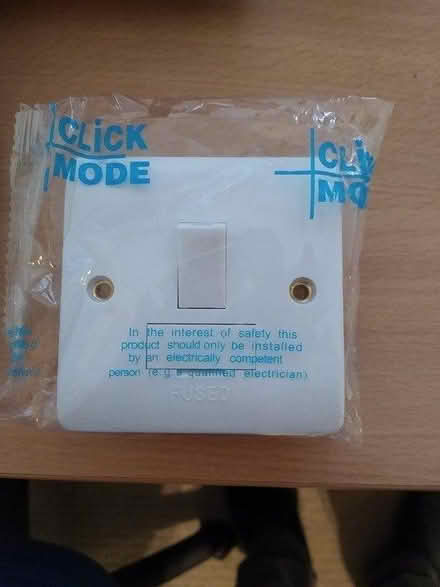 CLiCK
MODE
CLi
MO
In the interest of safety this
product should only be installed
by an electrically competent
person (e.g a qualified electrician)
FUSED